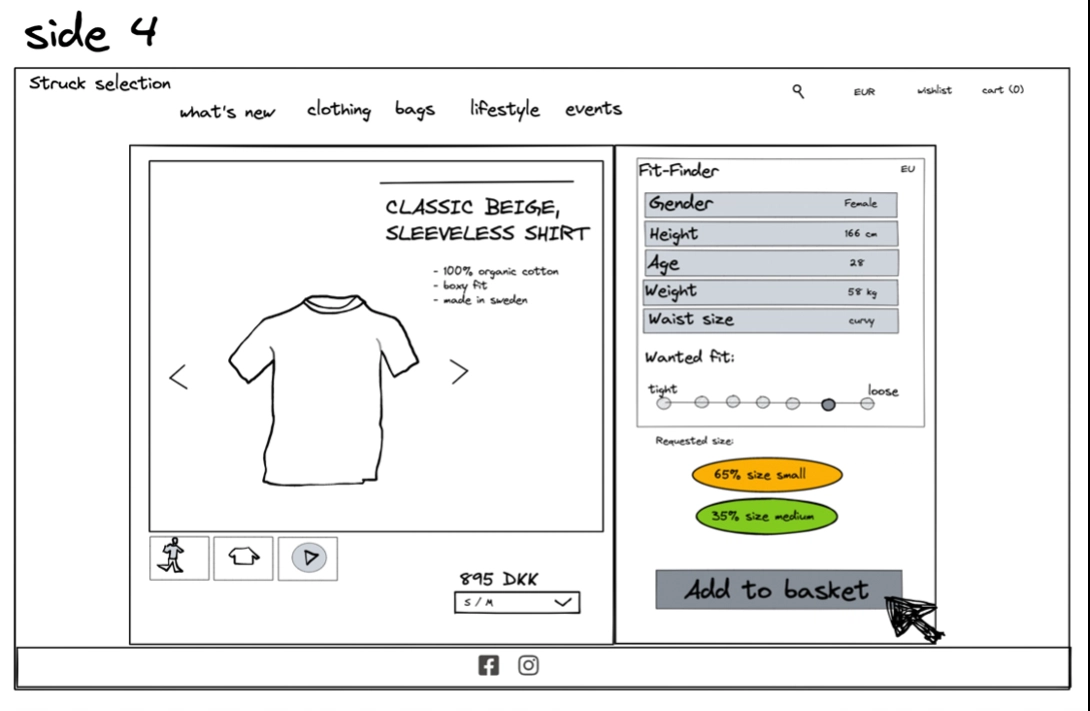 side 4
Struck selection
what's new clothing bags lifestyle events
EUR wishlist cart (0)
CLASSIC BEIGE,
SLEEVELESS SHIRT
- 100% organic cotton
- boxy fit
- made in sweden
895 DKK
S / M
Fit-Finder EU
Gender Female
Height 166 cm
Age 28
Weight 58 kg
Waist size curvy
Wanted fit:
tight loose
Requested size:
65% size small
35% size medium
Add to basket